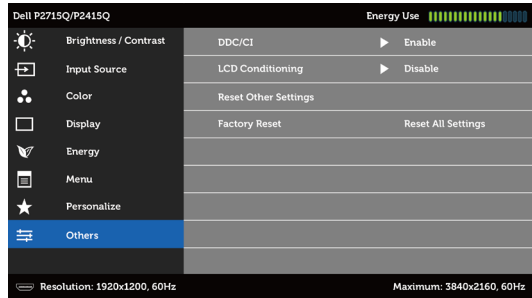 Dell P2715Q/P2415Q Energy Use
Brightness / Contrast DDC/CI Enable
Input Source LCD Conditioning Disable
Color Reset Other Settings
Display Factory Reset Reset All Settings
Energy
Menu
Personalize
Others
Resolution: 1920x1200, 60Hz Maximum: 3840x2160, 60Hz